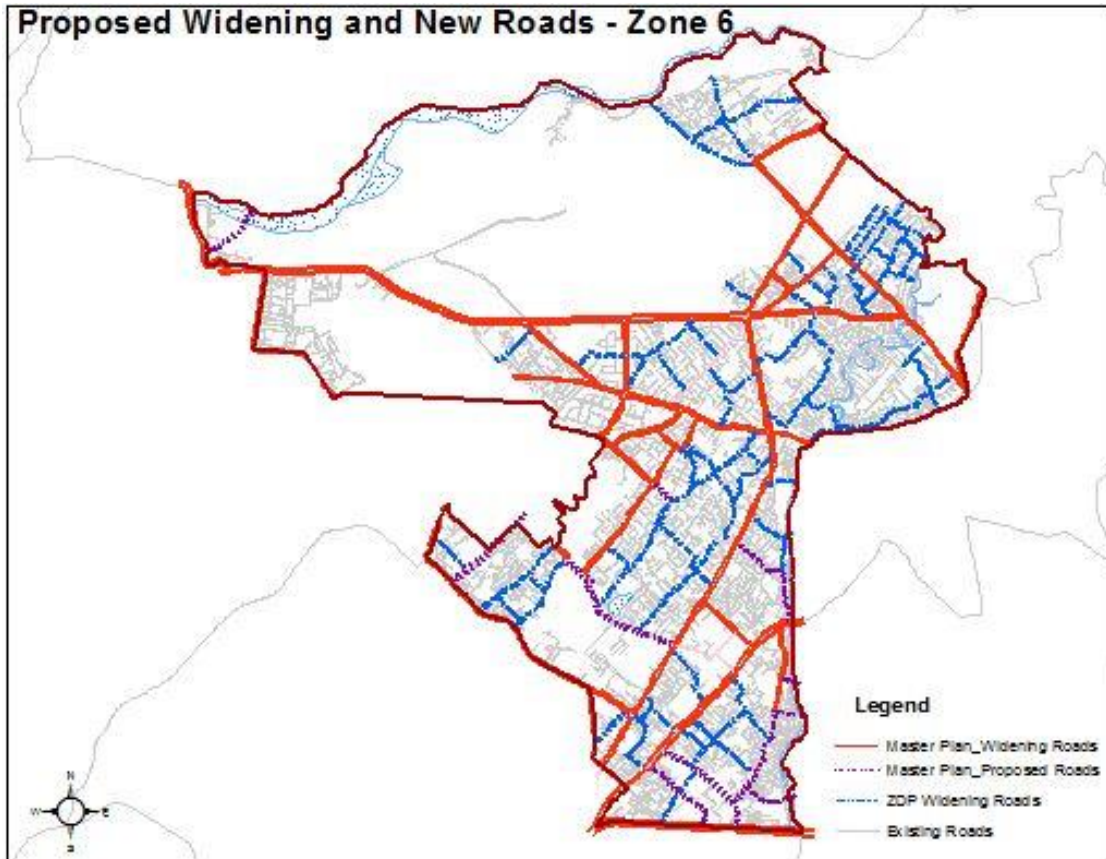 Proposed Widening and New Roads - Zone 6
Legend
Master Plan_Widening Roads
Master Plan_Proposed Roads
ZDP Widening Roads
Existing Roads
N
W E
S